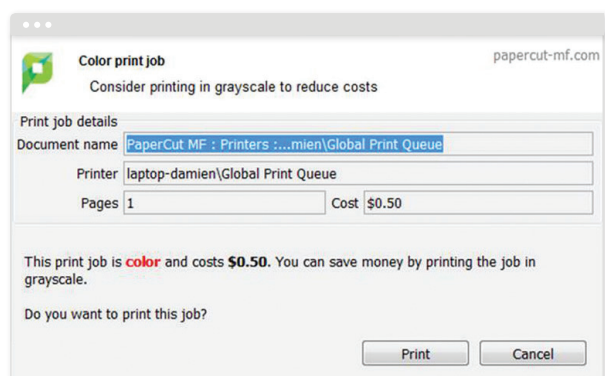 Color print job
papercut-mf.com
Consider printing in grayscale to reduce costs
Print job details
Document name PaperCut MF : Printers :...mien\Global Print Queue
Printer laptop-damien\Global Print Queue
Pages 1 Cost $0.50
This print job is color and costs $0.50. You can save money by printing the job in
grayscale.
Do you want to print this job?
Print Cancel